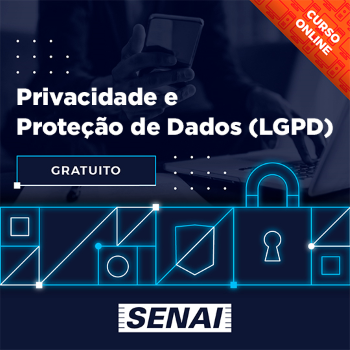 CURSO
ONLINE
Privacidade e
Proteção de Dados (LGPD)
GRATUITO
SENAI